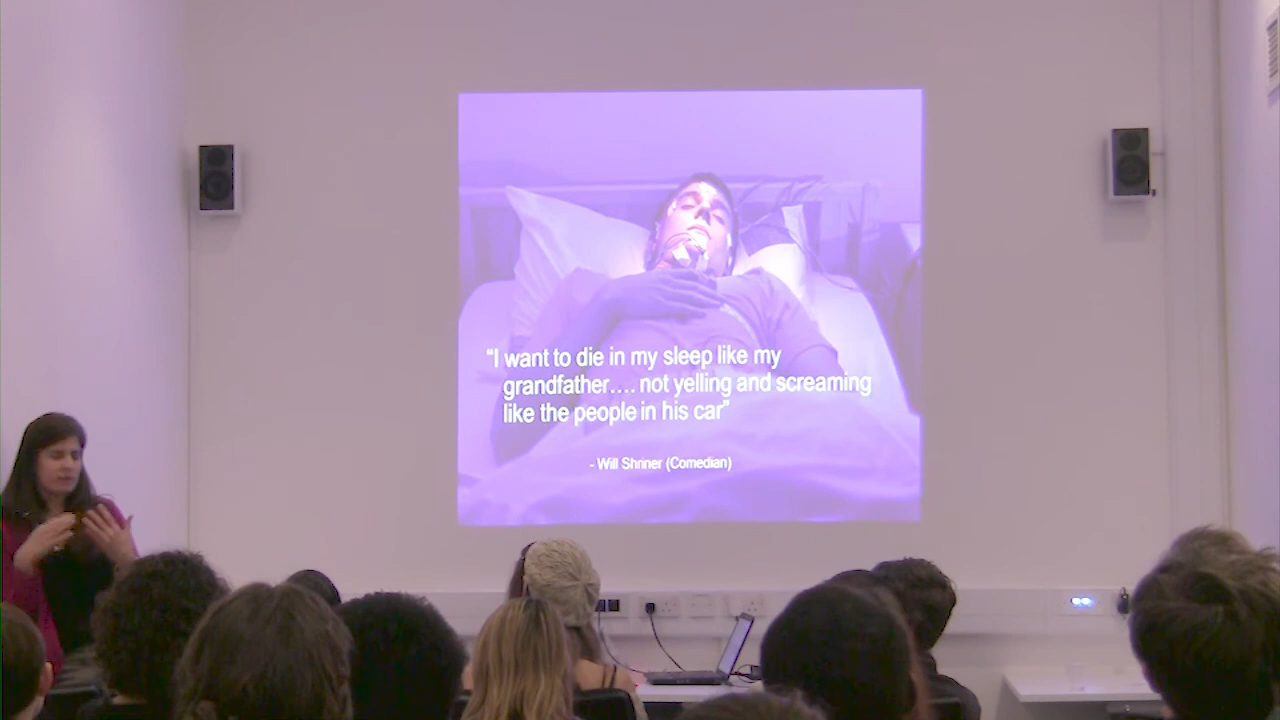 “I want to die in my sleep like my
grandfather.... not yelling and screaming
like the people in his car”
- Will Shriner (Comedian)